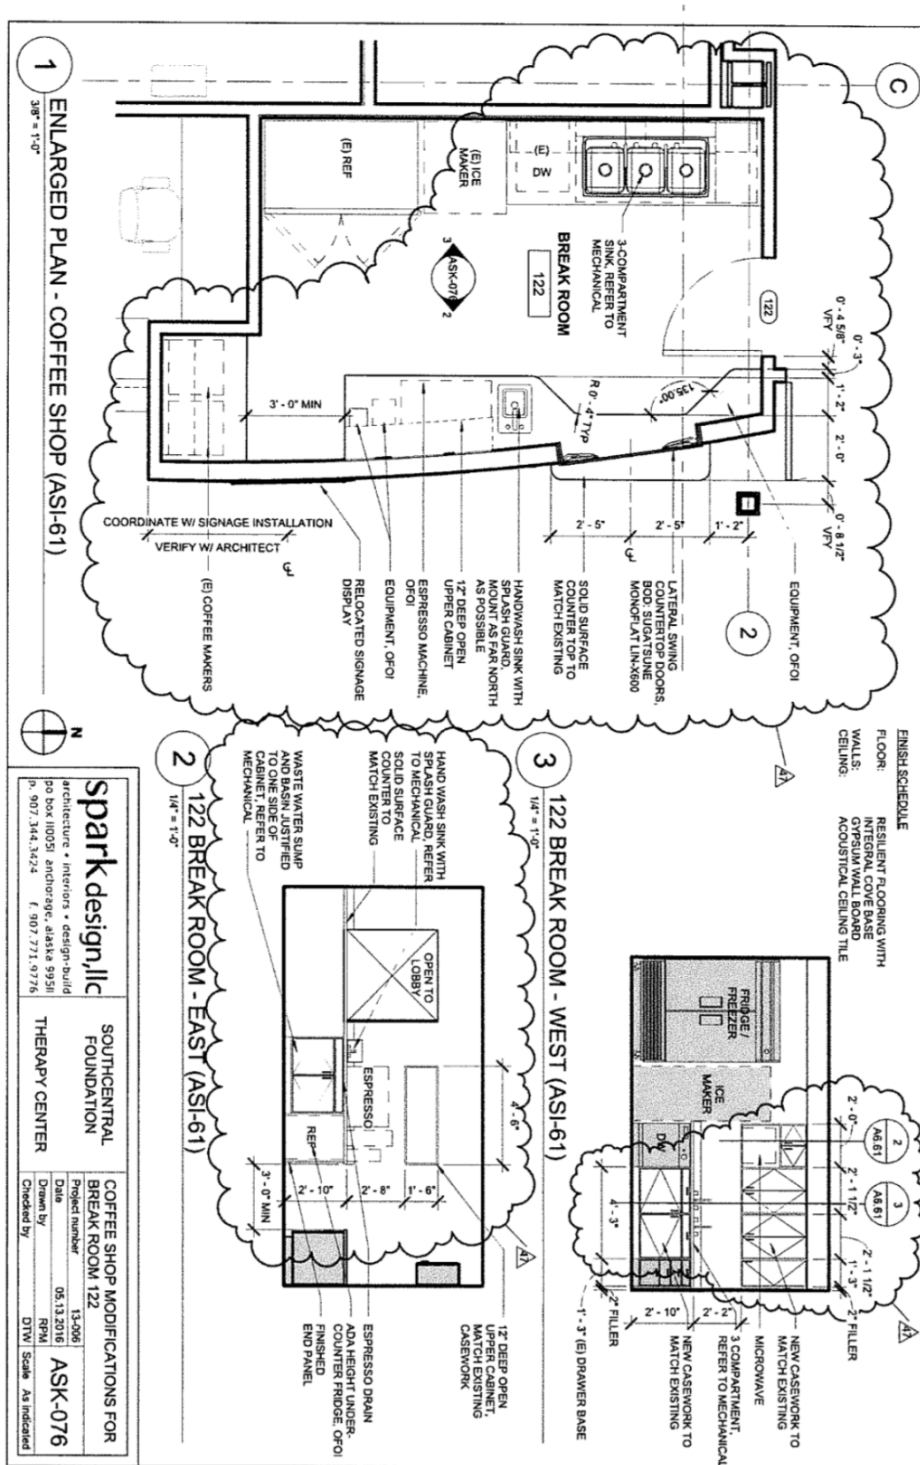 C
1
ENLARGED PLAN - COFFEE SHOP (ASI-61)
3/8" = 1'-0"
(E) REF
(E) ICE
MAKER
(E)
DW
3-COMPARTMENT
SINK, REFER TO
MECHANICAL
BREAK ROOM
122
3
ASK-076
2
122
0' - 4 5/8"
VFY
0' - 3"
1' - 2"
2' - 0"
0' - 8 1/2"
VFY
135.00°
R 0' - 4" TYP
3' - 0" MIN
2' - 5"
2' - 5"
1' - 2"
2
COORDINATE W/ SIGNAGE INSTALLATION
VERIFY W/ ARCHITECT
EQUIPMENT, OFOI
LATERAL SWING
COUNTERTOP DOORS,
BOD: SUGATSUNE
MONOFLAT LIN-X600
SOLID SURFACE
COUNTER TOP TO
MATCH EXISTING
HANDWASH SINK WITH
SPLASH GUARD,
MOUNT AS FAR NORTH
AS POSSIBLE
12" DEEP OPEN
UPPER CABINET
ESPRESSO MACHINE,
OFOI
EQUIPMENT, OFOI
RELOCATED SIGNAGE
DISPLAY
(E) COFFEE MAKERS
N
47
FINISH SCHEDULE
FLOOR: RESILIENT FLOORING WITH
INTEGRAL COVE BASE
WALLS: GYPSUM WALL BOARD
CEILING: ACOUSTICAL CEILING TILE
3
122 BREAK ROOM - WEST (ASI-61)
1/4" = 1'-0"
FRIDGE /
FREEZER
ICE
MAKER
DW
2' - 0"
2' - 1 1/2"
2' - 1 1/2"
1' - 3"
2" FILLER
2
A6.61
3
A6.61
47
4' - 3"
2" FILLER
1' - 3" (E) DRAWER BASE
2' - 10"
2' - 2"
NEW CASEWORK TO
MATCH EXISTING
MICROWAVE
3 COMPARTMENT,
REFER TO MECHANICAL
NEW CASEWORK TO
MATCH EXISTING
2
122 BREAK ROOM - EAST (ASI-61)
1/4" = 1'-0"
HAND WASH SINK WITH
SPLASH GUARD, REFER
TO MECHANICAL
SOLID SURFACE
COUNTER TO
MATCH EXISTING
WASTE WATER SUMP
AND BASIN JUSTIFIED
TO ONE SIDE OF
CABINET, REFER TO
MECHANICAL
OPEN TO
LOBBY
ESPRESSO
REF
4' - 6"
3' - 0" MIN
2' - 10"
2' - 8"
1' - 6"
47
12" DEEP OPEN
UPPER CABINET,
MATCH EXISTING
CASEWORK
ESPRESSO DRAIN
ADA HEIGHT UNDER-
COUNTER FRIDGE, OFOI
FINISHED
END PANEL
spark design,llc
architecture • interiors • design-build
po box 110051 anchorage, alaska 99511
p. 907.344.3424 f. 907.771.9776
SOUTHCENTRAL
FOUNDATION
THERAPY CENTER
COFFEE SHOP MODIFICATIONS FOR
BREAK ROOM 122
Project number 13-006
Date 05.13.2016
Drawn by RPM
Checked by DTW
ASK-076
Scale As indicated